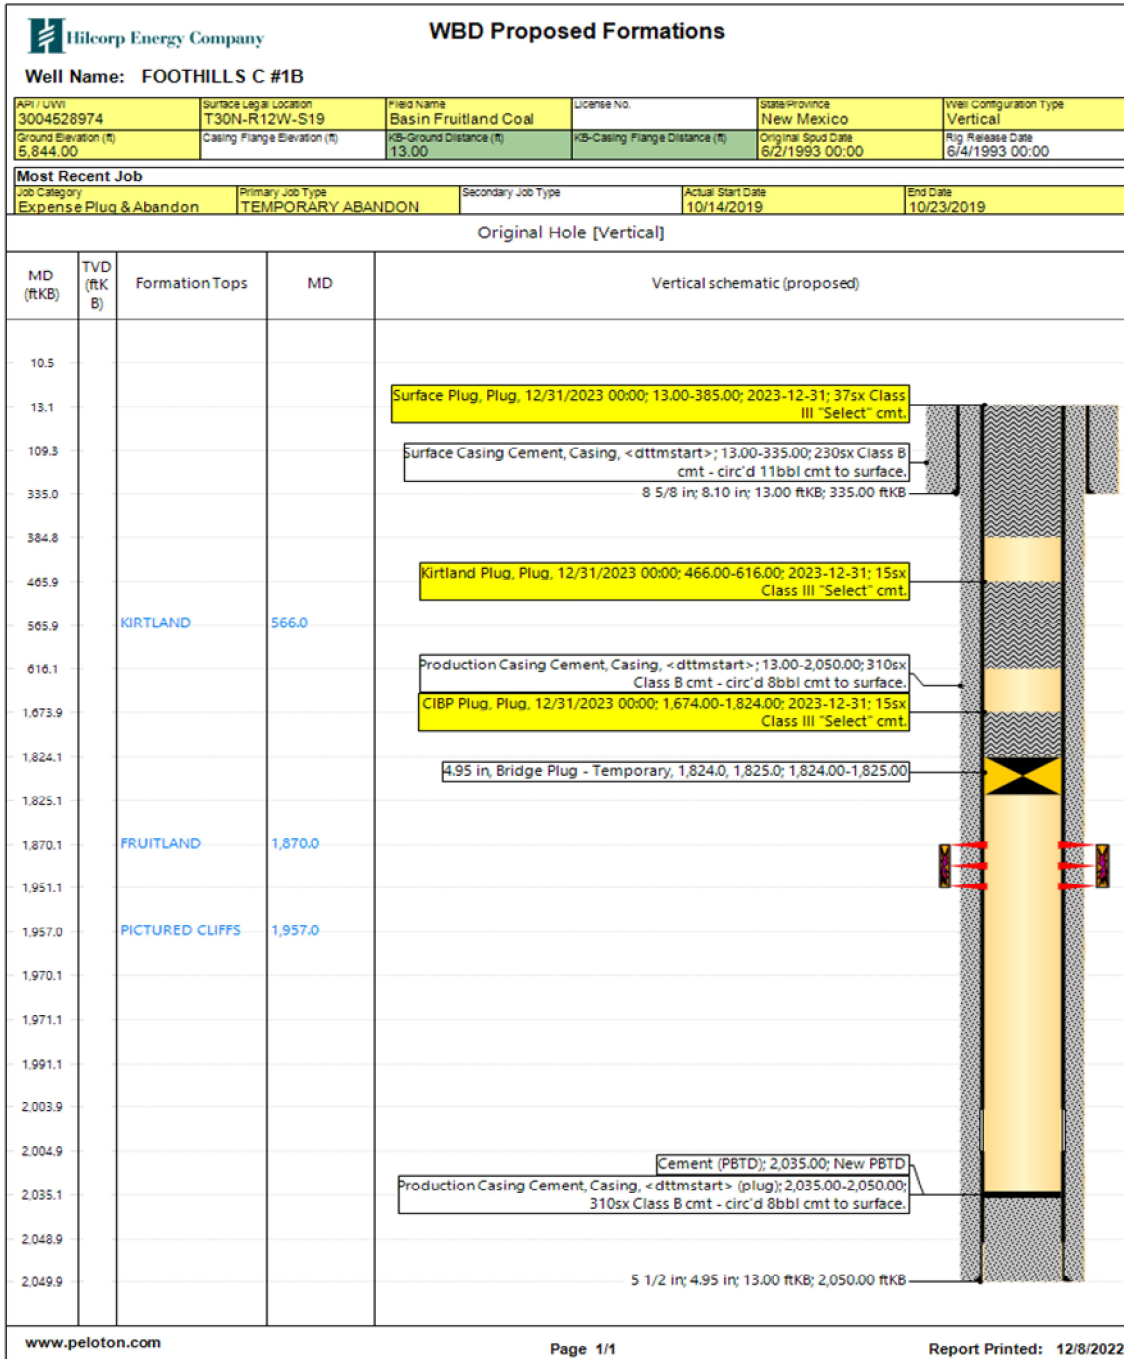 Hilcorp Energy Company
WBD Proposed Formations
Well Name: FOOTHILLS C #1B
API / UWI
3004528974
Surface Legal Location
T30N-R12W-S19
Field Name
Basin Fruitland Coal
License No.
State/Province
New Mexico
Well Configuration Type
Vertical
Ground Elevation (ft)
5,844.00
Casing Flange Elevation (ft)
KB-Ground Distance (ft)
13.00
KB-Casing Flange Distance (ft)
Original Spud Date
6/2/1993 00:00
Rig Release Date
6/4/1993 00:00
Most Recent Job
Job Category
Expense Plug & Abandon
Primary Job Type
TEMPORARY ABANDON
Secondary Job Type
Actual Start Date
10/14/2019
End Date
10/23/2019
Original Hole [Vertical]
MD
(ftKB)
TVD
(ftK
B)
Formation Tops
MD
Vertical schematic (proposed)
10.5
Surface Plug, Plug, 12/31/2023 00:00; 13.00-385.00; 2023-12-31; 37sx Class
III "Select" cmt.
13.1
109.3
Surface Casing Cement, Casing, <dttmstart>; 13.00-335.00; 230sx Class B
cmt - circ'd 11bbl cmt to surface.
335.0
8 5/8 in; 8.10 in; 13.00 ftKB; 335.00 ftKB
384.8
465.9
Kirtland Plug, Plug, 12/31/2023 00:00; 466.00-616.00; 2023-12-31; 15sx
Class III "Select" cmt.
565.9
KIRTLAND
566.0
616.1
Production Casing Cement, Casing, <dttmstart>; 13.00-2,050.00; 310sx
Class B cmt - circ'd 8bbl cmt to surface.
1,673.9
CIBP Plug, Plug, 12/31/2023 00:00; 1,674.00-1,824.00; 2023-12-31; 15sx
Class III "Select" cmt.
1,824.1
4.95 in, Bridge Plug - Temporary, 1,824.0, 1,825.0; 1,824.00-1,825.00
1,825.1
1,870.1
FRUITLAND
1,870.0
1,951.1
1,957.0
PICTURED CLIFFS
1,957.0
1,970.1
1,971.1
1,991.1
2,003.9
2,004.9
Cement (PBTD); 2,035.00; New PBTD
2,035.1
Production Casing Cement, Casing, <dttmstart> (plug); 2,035.00-2,050.00;
310sx Class B cmt - circ'd 8bbl cmt to surface.
2,048.9
2,049.9
5 1/2 in; 4.95 in; 13.00 ftKB; 2,050.00 ftKB
www.peloton.com
Page 1/1
Report Printed: 12/8/2022